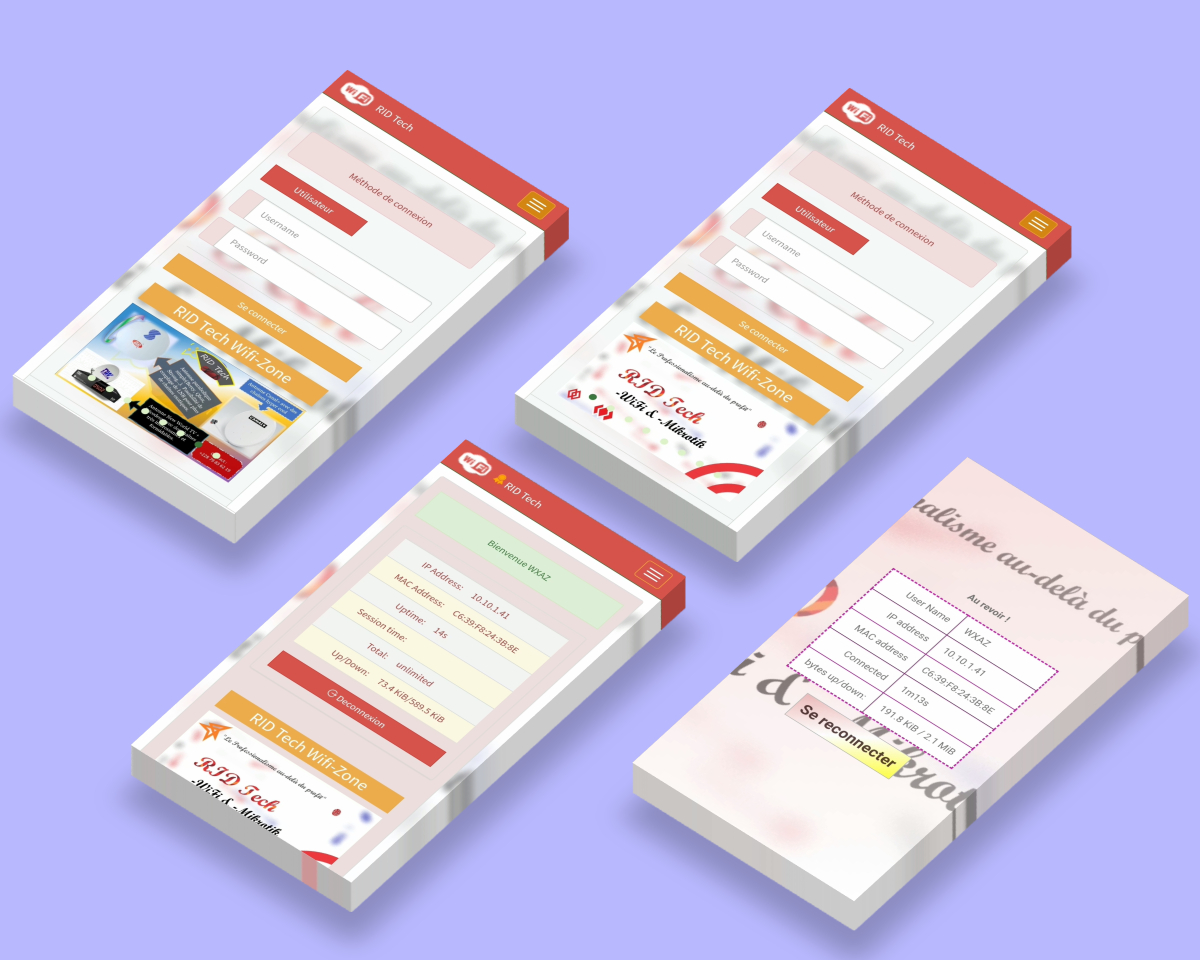 WiFi
RID Tech
Méthode de connexion
Utilisateur
Username
Password
Se connecter
RID Tech Wifi-Zone
RID Tech
WiFi
RID Tech
Méthode de connexion
Utilisateur
Username
Password
Se connecter
RID Tech Wifi-Zone
"Le Professionalisme au-delà du profit"
RID Tech
-WiFi & -Mikrotik
WiFi
RID Tech
Bienvenue WXAZ
IP Address: 10.10.1.41
MAC Address: C6:39:F8:24:3B:8E
Uptime: 14s
Session time:
Total: unlimited
Up/Down: 73.4 KiB/589.5 KiB
Deconnexion
RID Tech Wifi-Zone
"Le Professionalisme au-delà du profit"
RID Tech
-WiFi & -Mikrotik
alisme au-delà du p
Au revoir !
User Name WXAZ
IP address 10.10.1.41
MAC address C6:39:F8:24:3B:8E
Connected 1m13s
bytes up/down: 191.8 KiB / 2.1 MiB
i &
Se reconnecter